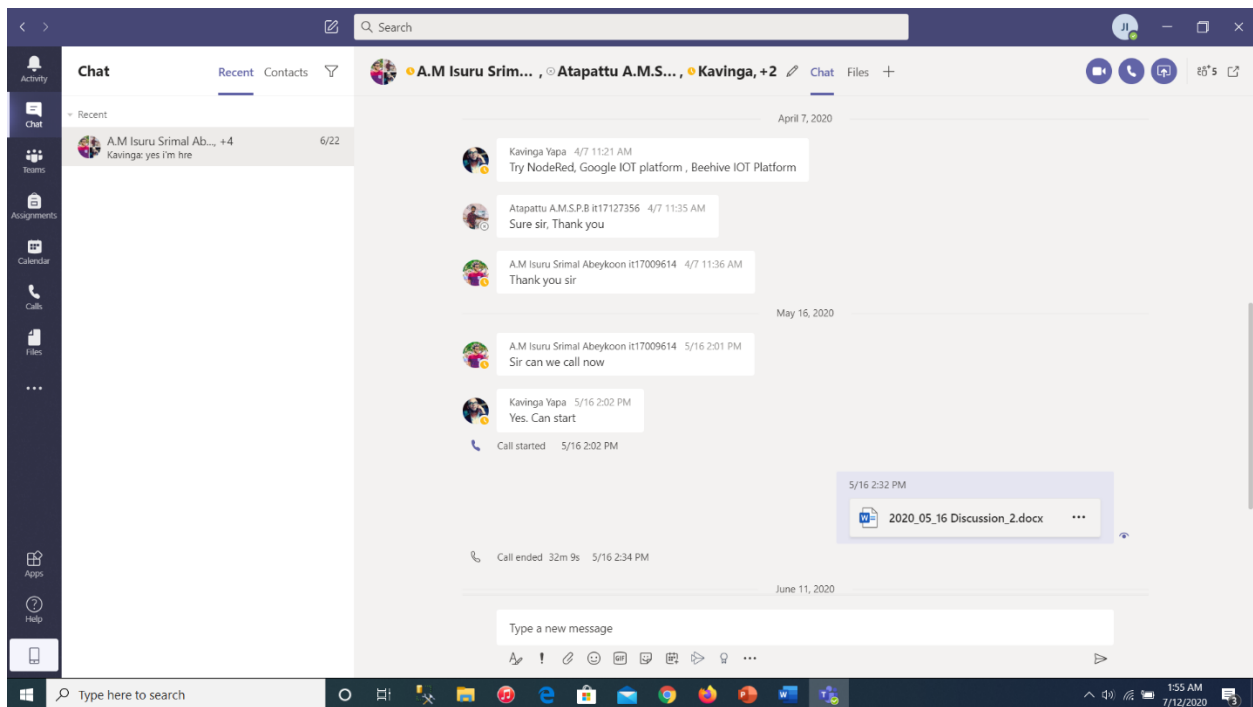 Search
JI
Activity
Chat
Teams
Assignments
Calendar
Calls
Files
Apps
Help
Chat
Recent Contacts
Recent
A.M Isuru Srimal Ab..., +4 6/22
Kavinga: yes i'm hre
A.M Isuru Srim... , Atapattu A.M.S... , Kavinga, +2 Chat Files
5
April 7, 2020
Kavinga Yapa 4/7 11:21 AM
Try NodeRed, Google IOT platform , Beehive IOT Platform
Atapattu A.M.S.P.B it17127356 4/7 11:35 AM
Sure sir, Thank you
A.M Isuru Srimal Abeykoon it17009614 4/7 11:36 AM
Thank you sir
May 16, 2020
A.M Isuru Srimal Abeykoon it17009614 5/16 2:01 PM
Sir can we call now
Kavinga Yapa 5/16 2:02 PM
Yes. Can start
Call started 5/16 2:02 PM
5/16 2:32 PM
2020_05_16 Discussion_2.docx
Call ended 32m 9s 5/16 2:34 PM
June 11, 2020
Type a new message
GIF
Type here to search
1:55 AM
7/12/2020
3